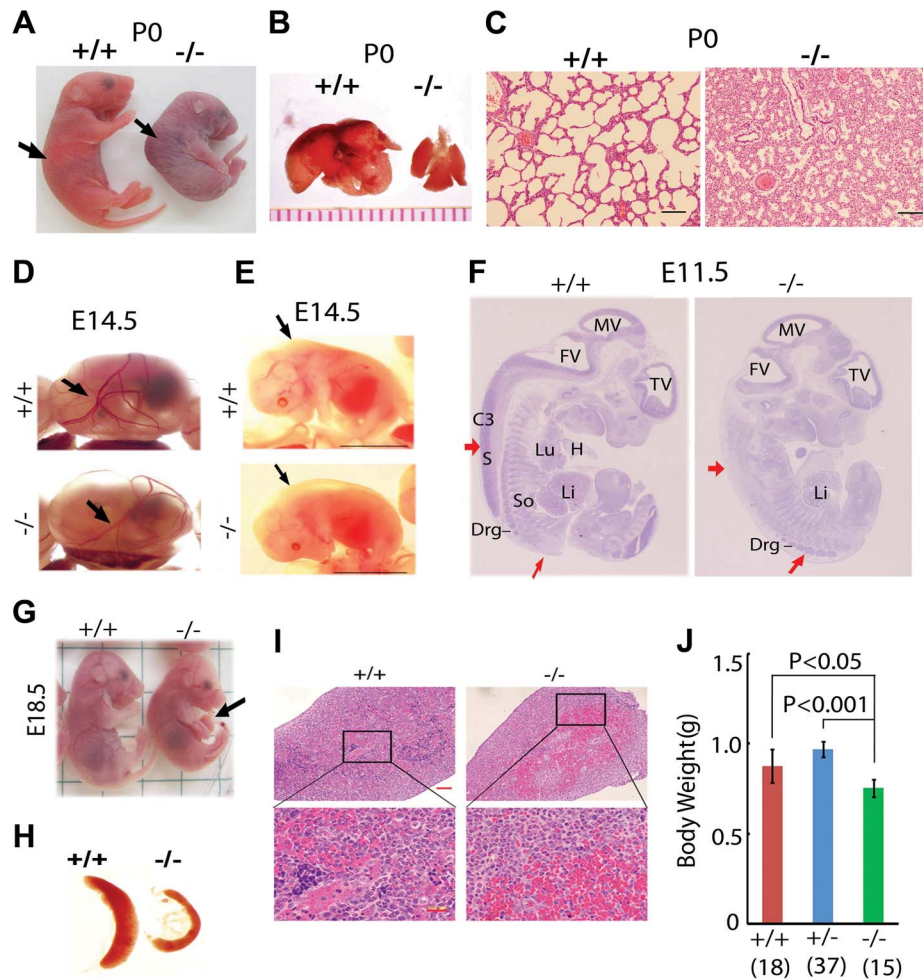 A
P0
+/+
-/-
B
P0
+/+
-/-
C
P0
+/+
-/-
D
E14.5
+/+
-/-
E
E14.5
+/+
-/-
F
E11.5
+/+
-/-
MV
FV
TV
C3
S
Lu
H
So
Li
Drg–
MV
FV
TV
Li
Drg –
G
+/+
-/-
E18.5
H
+/+
-/-
I
+/+
-/-
J
Body Weight(g)
1.5
1.0
0.5
0
P<0.05
P<0.001
+/+
+/-
-/-
(18)
(37)
(15)